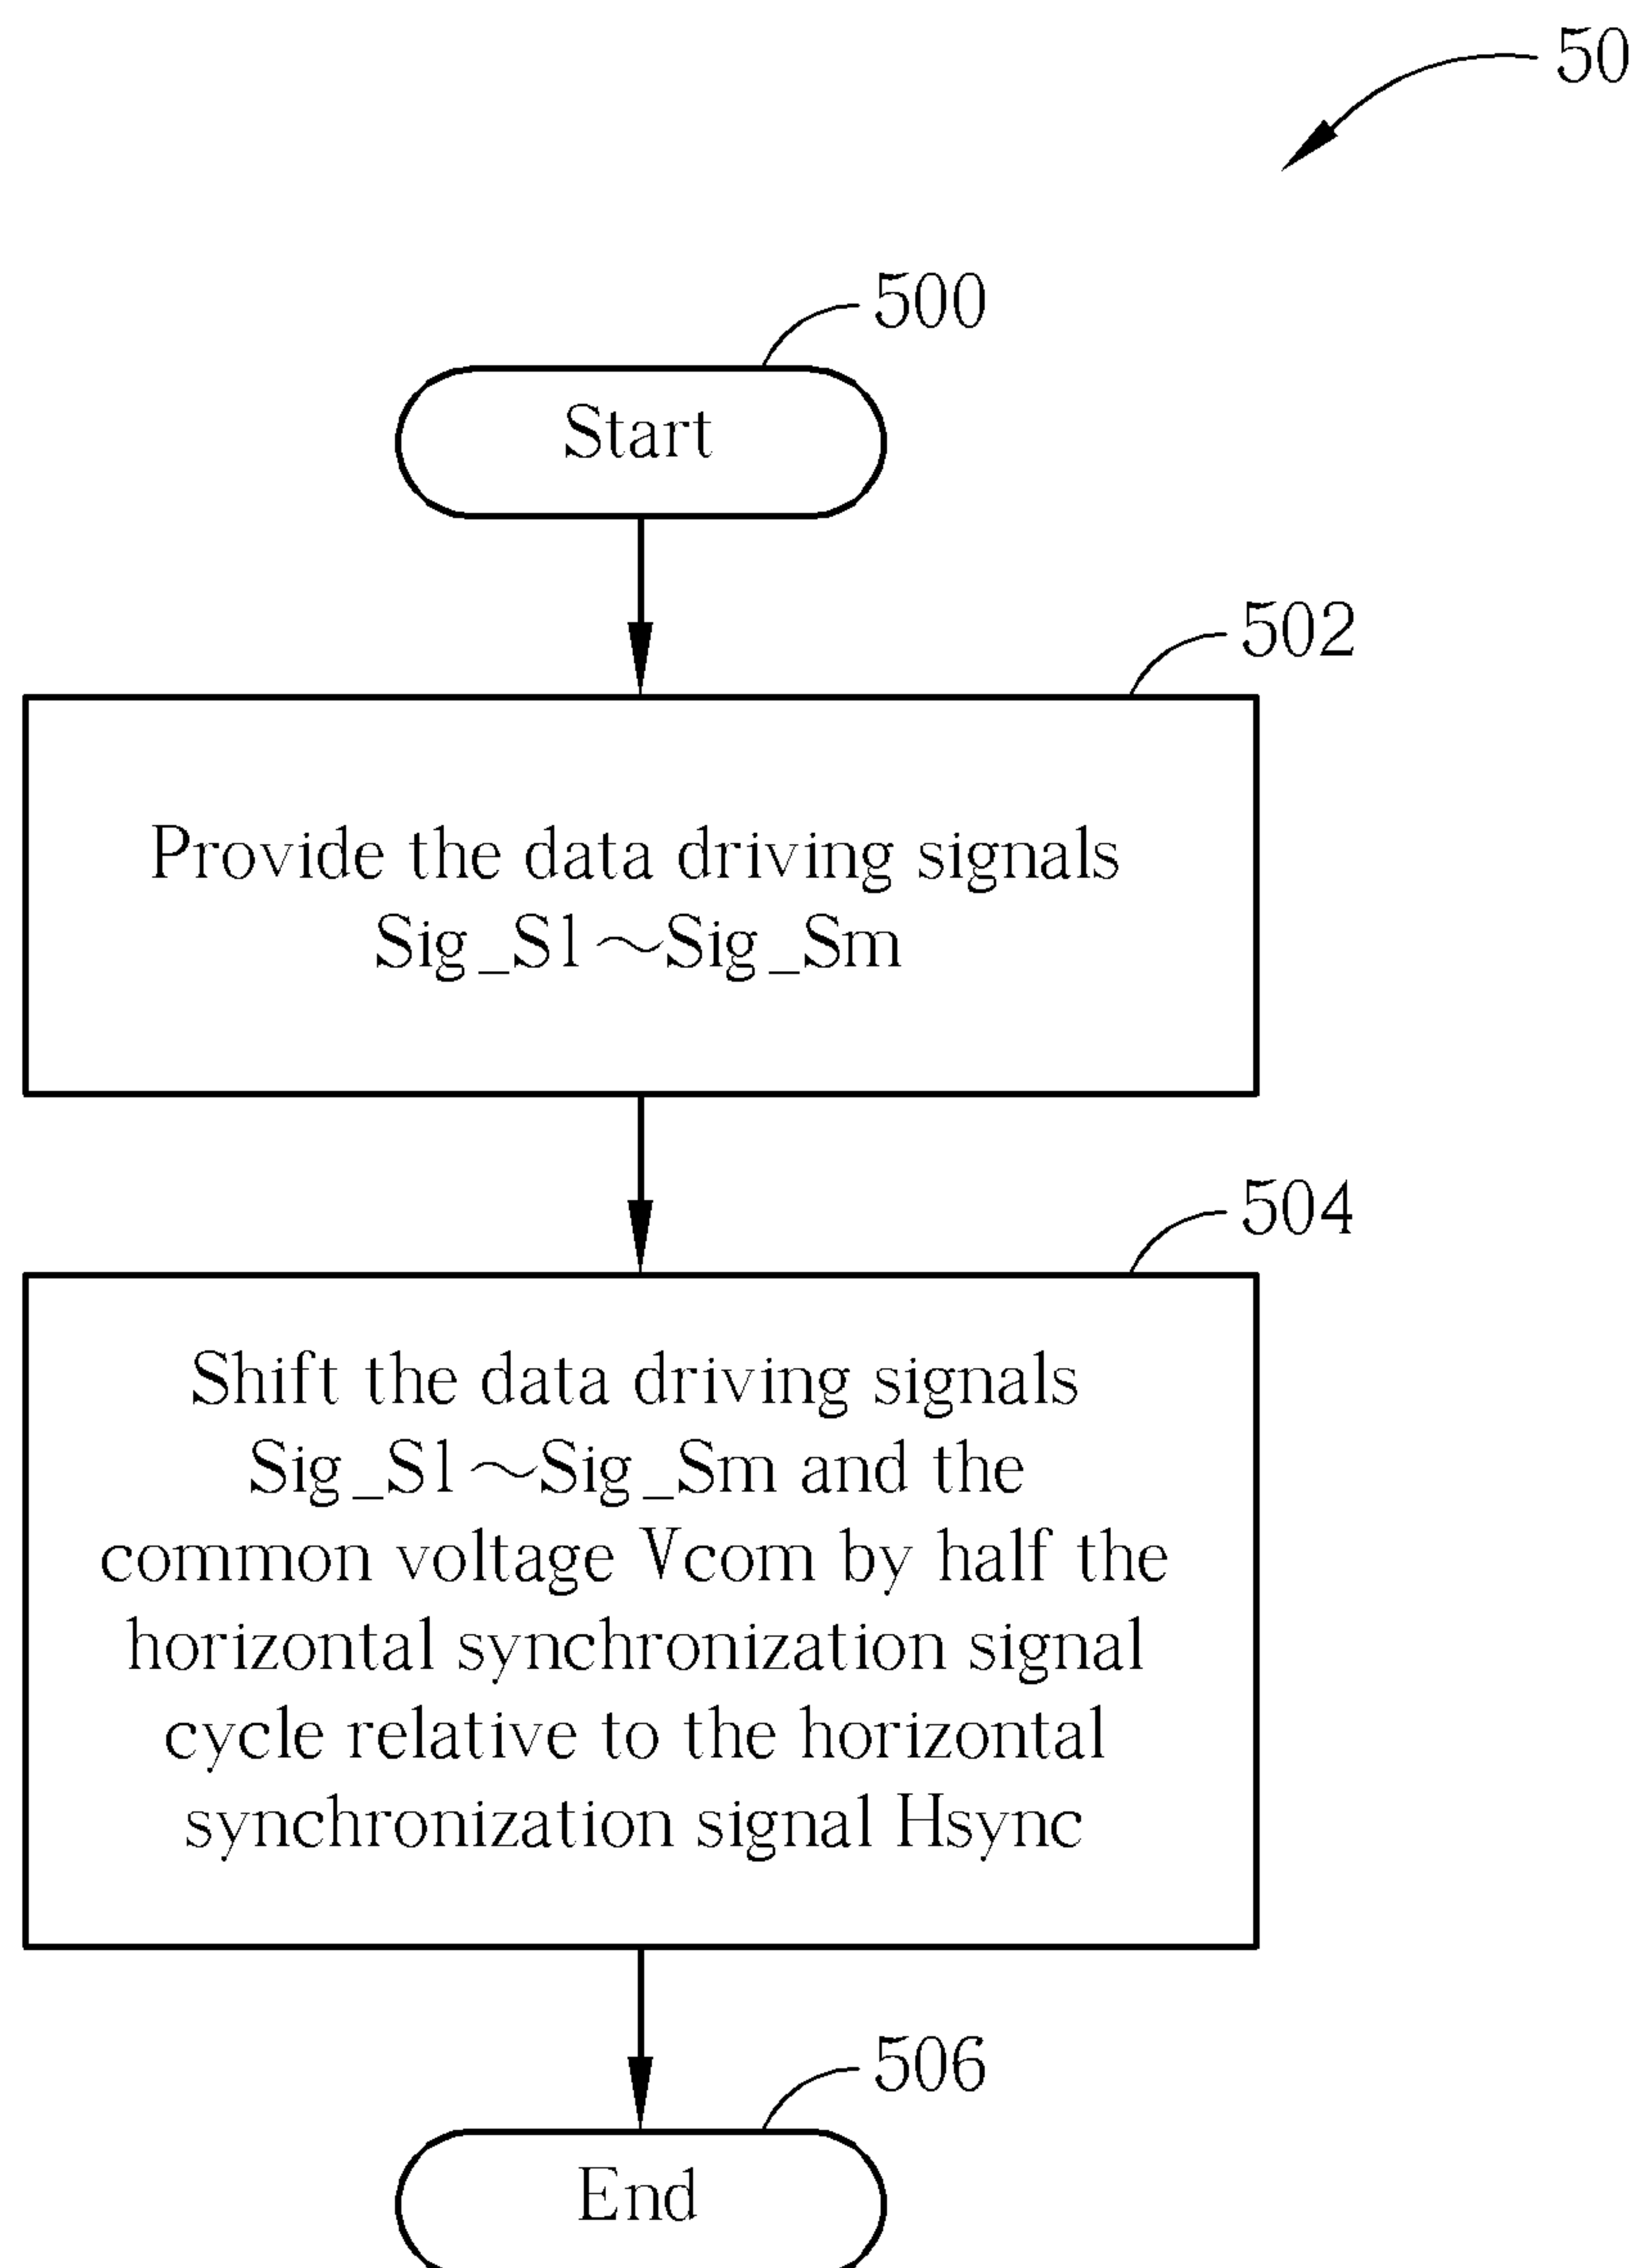 50
500
Start
502
Provide the data driving signals
Sig_S1～Sig_Sm
504
Shift the data driving signals
Sig_S1～Sig_Sm and the
common voltage Vcom by half the
horizontal synchronization signal
cycle relative to the horizontal
synchronization signal Hsync
506
End